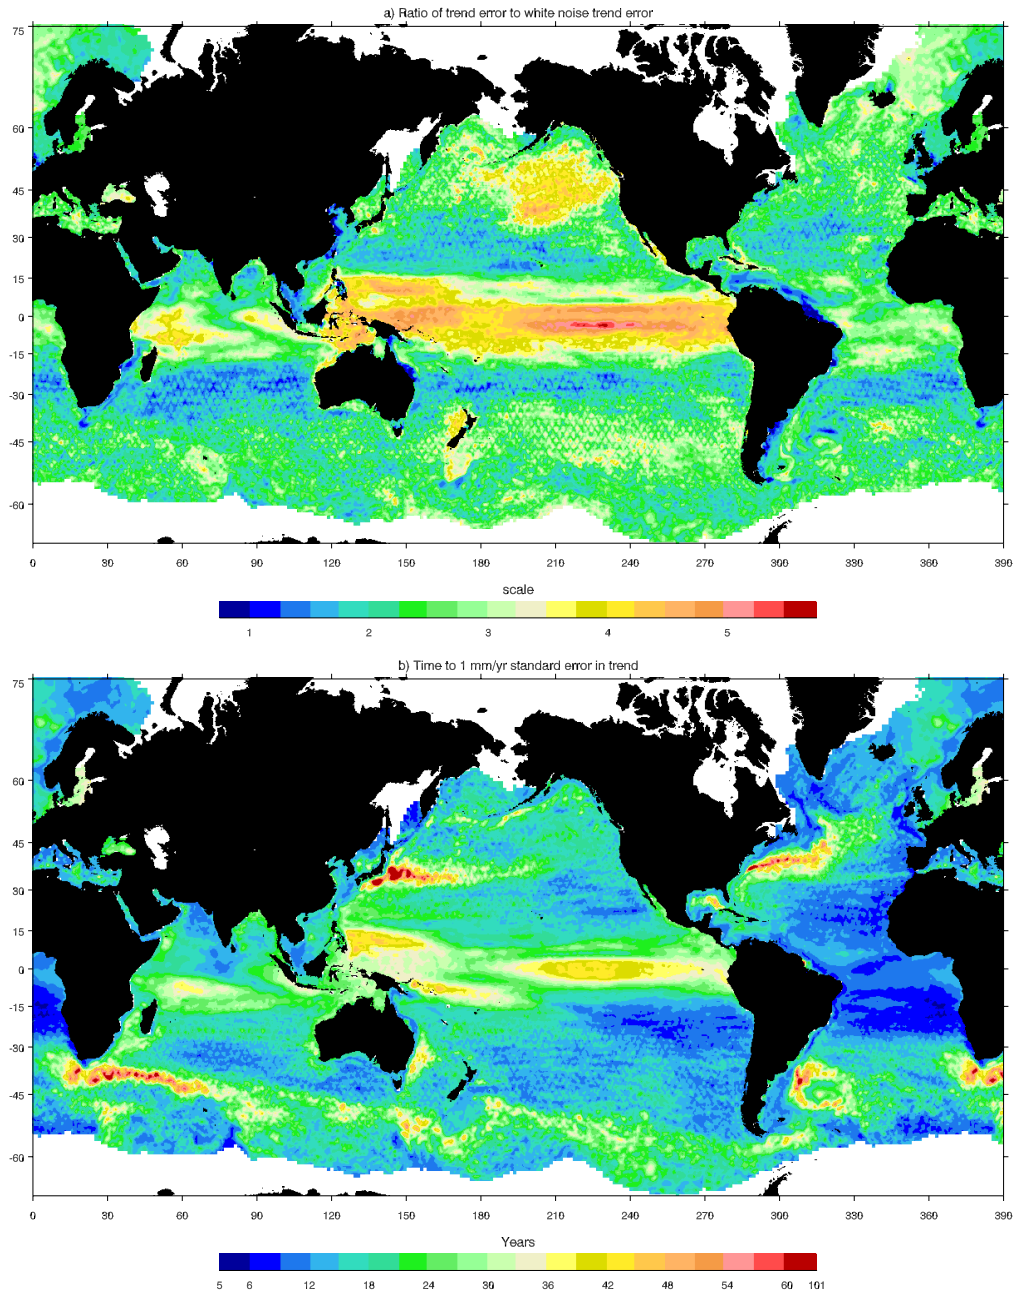 a) Ratio of trend error to white noise trend error
75
60
45
30
15
0
-15
-30
-45
-60
0 30 60 90 120 150 180 210 240 270 300 330 360 390
scale
1 2 3 4 5
b) Time to 1 mm/yr standard error in trend
75
60
45
30
15
0
-15
-30
-45
-60
0 30 60 90 120 150 180 210 240 270 300 330 360 390
Years
5 6 12 18 24 30 36 42 48 54 60 101